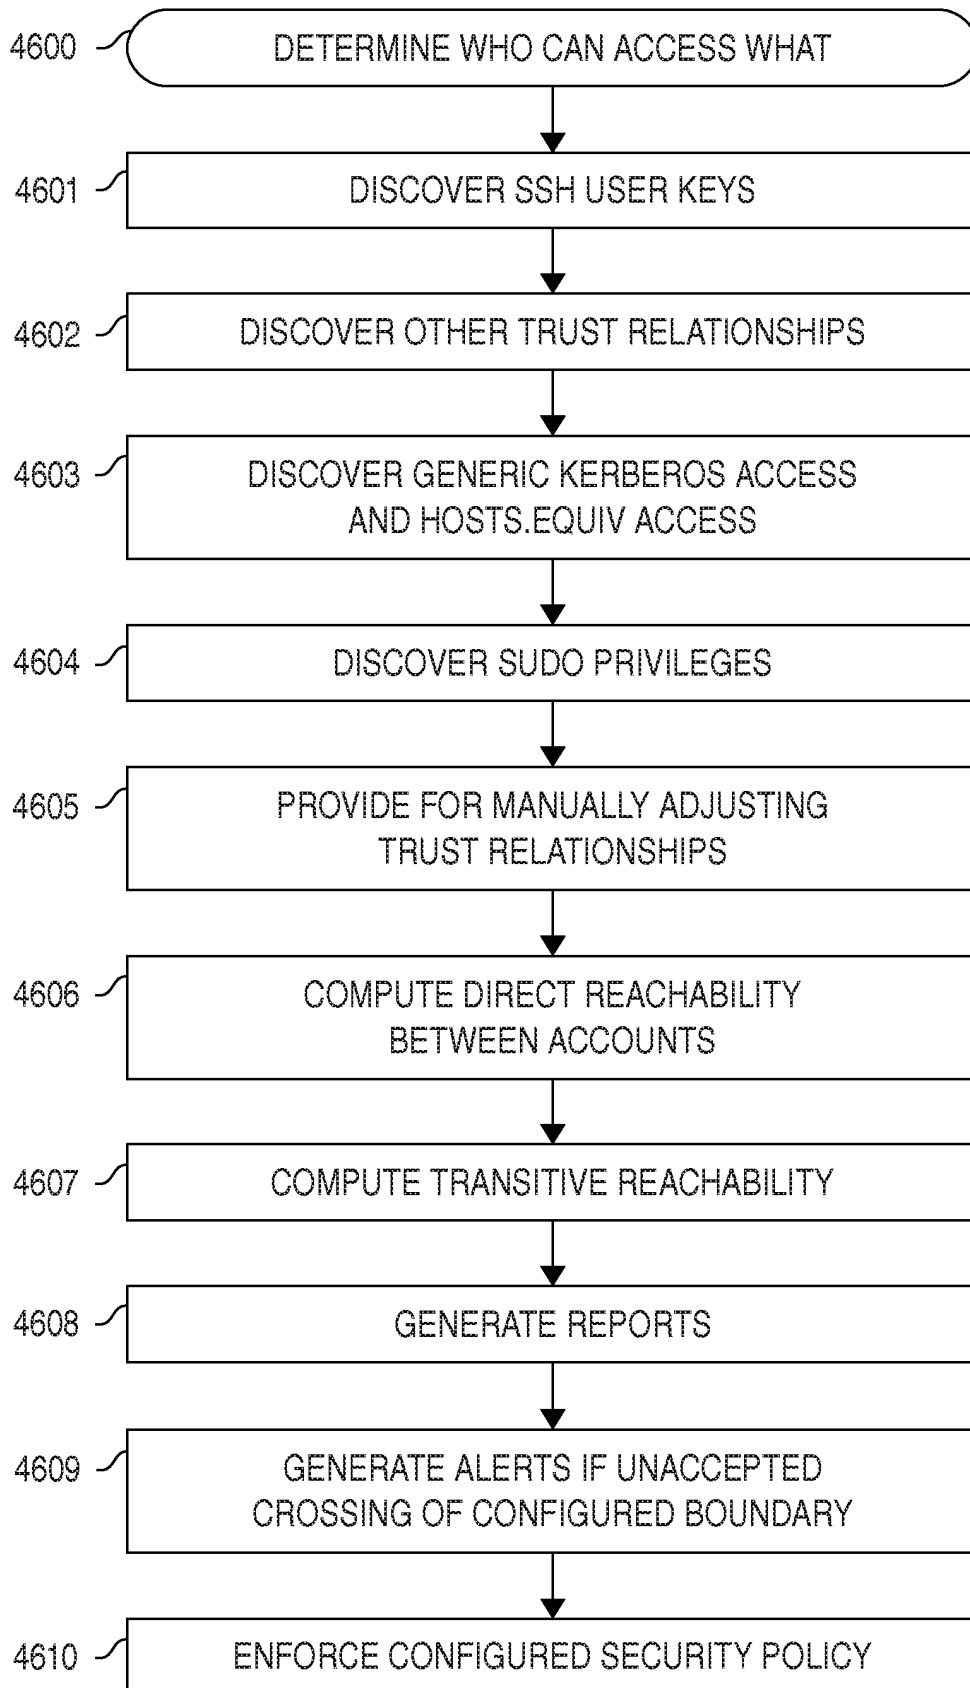 4600 DETERMINE WHO CAN ACCESS WHAT
4601 DISCOVER SSH USER KEYS
4602 DISCOVER OTHER TRUST RELATIONSHIPS
4603 DISCOVER GENERIC KERBEROS ACCESS
AND HOSTS.EQUIV ACCESS
4604 DISCOVER SUDO PRIVILEGES
4605 PROVIDE FOR MANUALLY ADJUSTING
TRUST RELATIONSHIPS
4606 COMPUTE DIRECT REACHABILITY
BETWEEN ACCOUNTS
4607 COMPUTE TRANSITIVE REACHABILITY
4608 GENERATE REPORTS
4609 GENERATE ALERTS IF UNACCEPTED
CROSSING OF CONFIGURED BOUNDARY
4610 ENFORCE CONFIGURED SECURITY POLICY